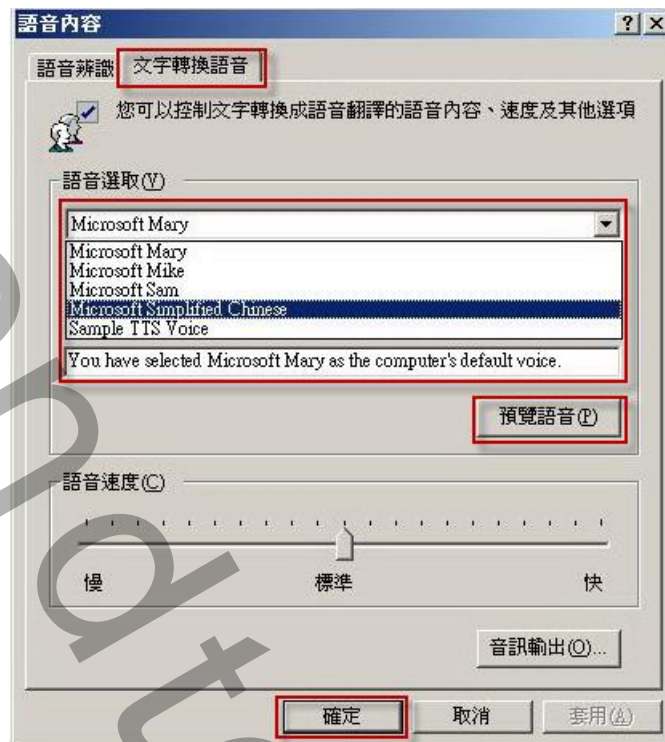 語音內容
語音辨識 文字轉換語音
您可以控制文字轉換成語音翻譯的語音內容、速度及其他選項
語音選取(V)
Microsoft Mary
Microsoft Mary
Microsoft Mike
Microsoft Sam
Microsoft Simplified Chinese
Sample TTS Voice
You have selected Microsoft Mary as the computer's default voice.
預覽語音(P)
語音速度(C)
慢 標準 快
音訊輸出(O)...
確定 取消 套用(A)